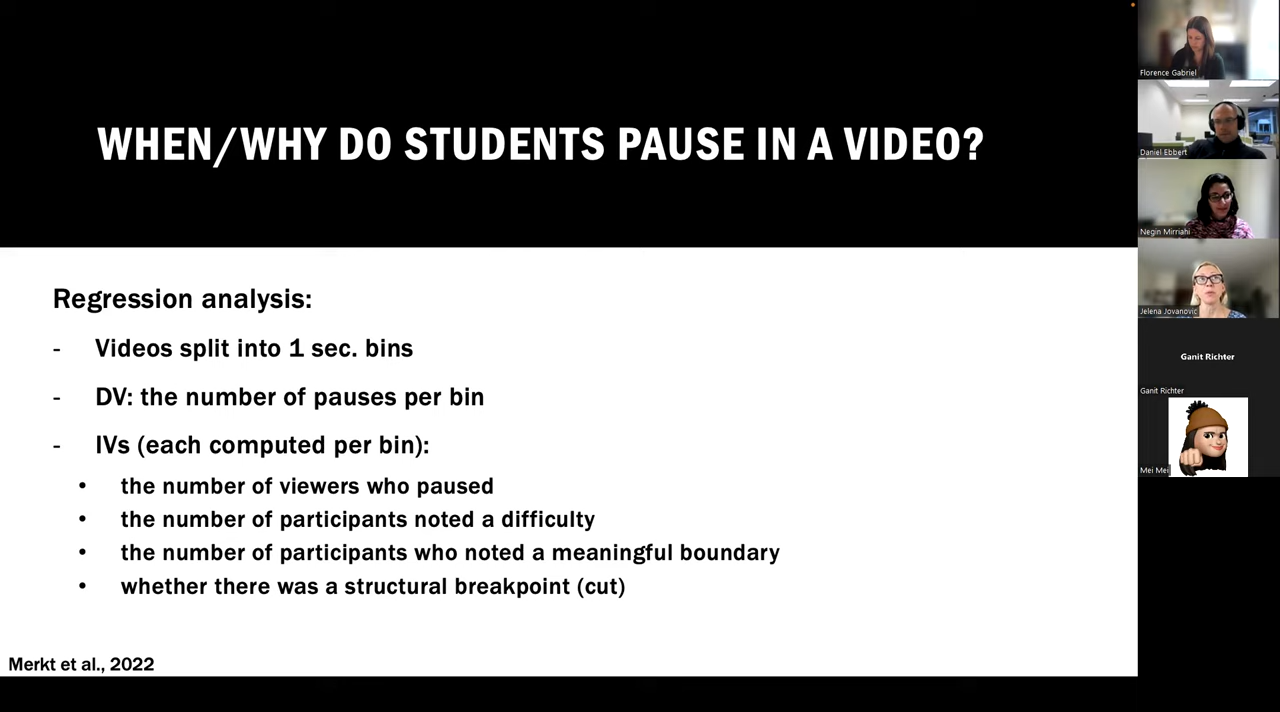 WHEN/WHY DO STUDENTS PAUSE IN A VIDEO?
Regression analysis:
- Videos split into 1 sec. bins
- DV: the number of pauses per bin
- IVs (each computed per bin):
• the number of viewers who paused
• the number of participants noted a difficulty
• the number of participants who noted a meaningful boundary
• whether there was a structural breakpoint (cut)
Merkt et al., 2022
Florence Gabriel
Daniel Ebbert
Negin Mirriahi
Jelena Jovanovic
Ganit Richter
Ganit Richter
Mei Mei